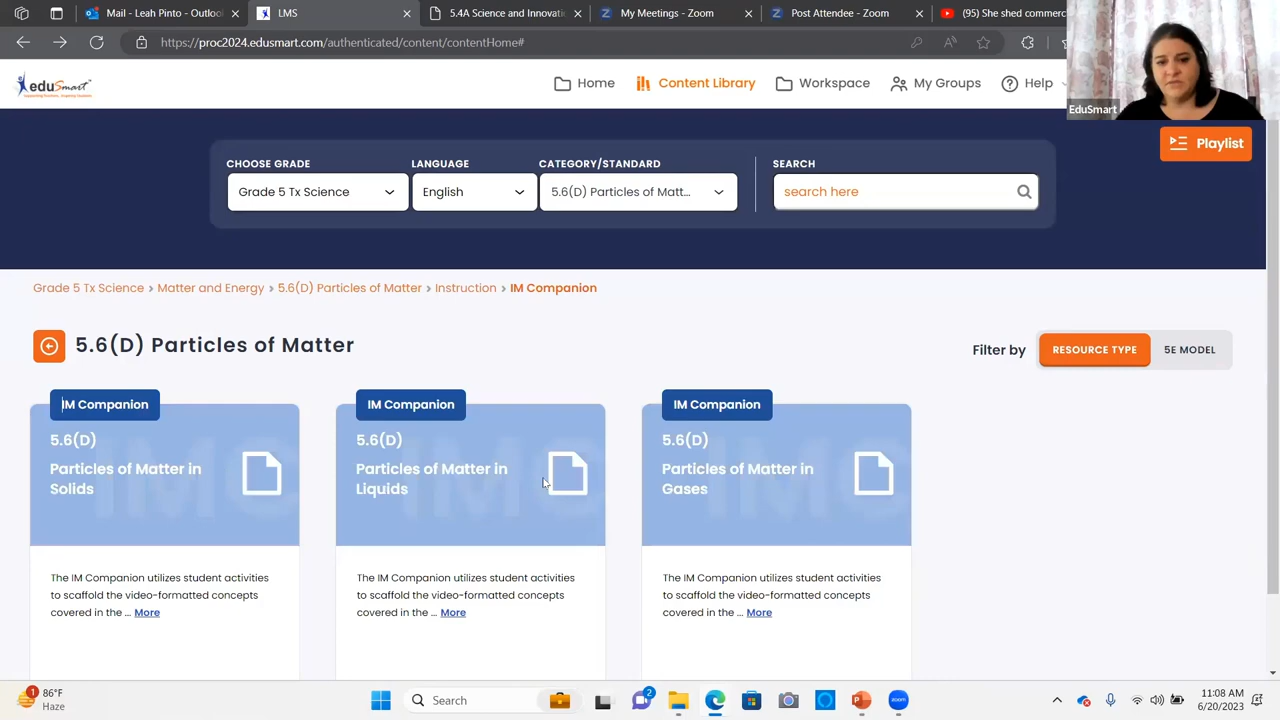 Mail - Leah Pinto - Outlool
LMS
5.4A Science and Innovati
My Meetings - Zoom
Post Attendee - Zoom
(95) She shed commerc
https://proc2024.edusmart.com/authenticated/content/contentHome#
eduSmart
Home
Content Library
Workspace
My Groups
Help
EduSmart
Playlist
CHOOSE GRADE
LANGUAGE
CATEGORY/STANDARD
SEARCH
Grade 5 Tx Science
English
5.6(D) Particles of Matt...
search here
Grade 5 Tx Science > Matter and Energy > 5.6(D) Particles of Matter > Instruction > IM Companion
5.6(D) Particles of Matter
Filter by
RESOURCE TYPE
5E MODEL
IM Companion
5.6(D)
Particles of Matter in
Solids
The IM Companion utilizes student activities
to scaffold the video-formatted concepts
covered in the ... More
IM Companion
5.6(D)
Particles of Matter in
Liquids
The IM Companion utilizes student activities
to scaffold the video-formatted concepts
covered in the ... More
IM Companion
5.6(D)
Particles of Matter in
Gases
The IM Companion utilizes student activities
to scaffold the video-formatted concepts
covered in the ... More
1
86°F
Haze
Search
2
zoom
11:08 AM
6/20/2023